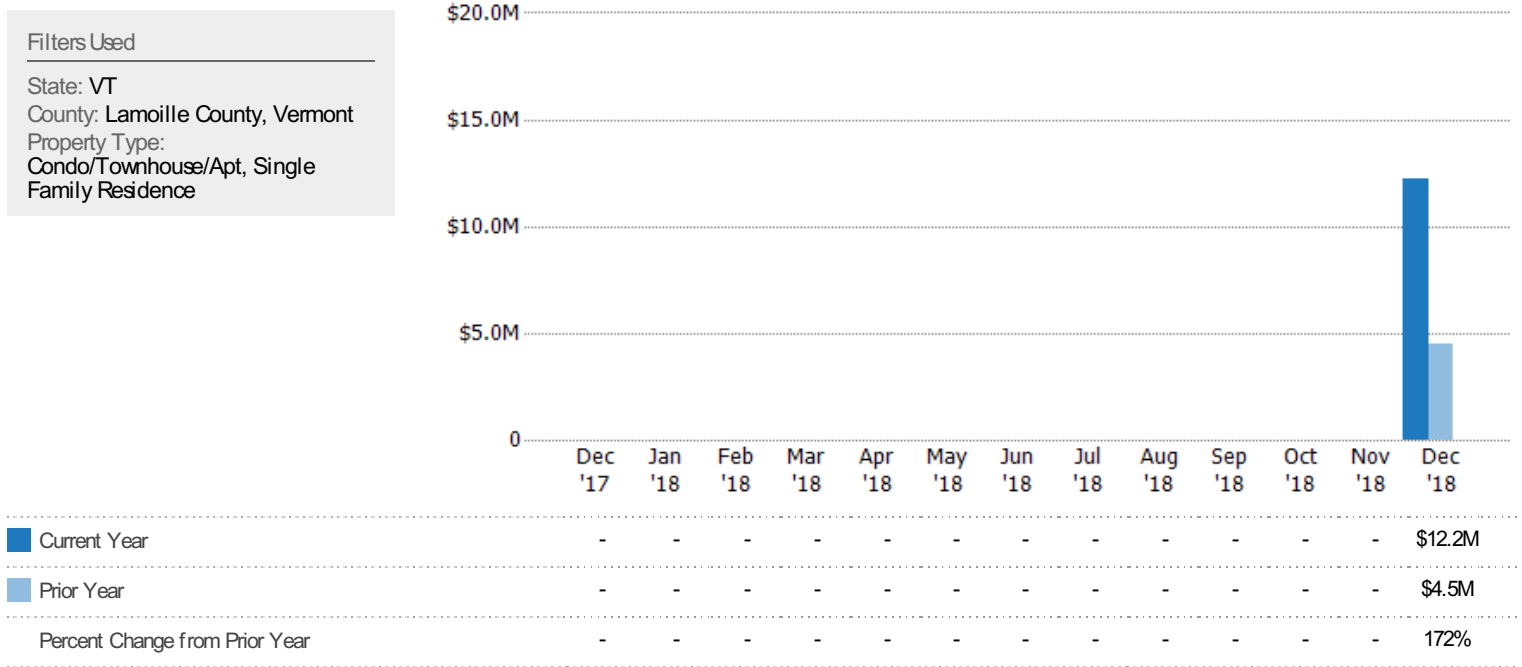 Filters Used
State: VT
County: Lamoille County, Vermont
Property Type:
Condo/Townhouse/Apt, Single
Family Residence
$20.0M
$15.0M
$10.0M
$5.0M
0
Dec Jan Feb Mar Apr May Jun Jul Aug Sep Oct Nov Dec
'17 '18 '18 '18 '18 '18 '18 '18 '18 '18 '18 '18 '18
Current Year - - - - - - - - - - - - $12.2M
Prior Year - - - - - - - - - - - - $4.5M
Percent Change from Prior Year - - - - - - - - - - - - 172%